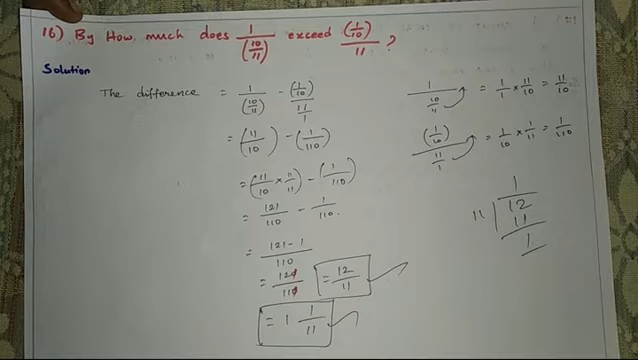 16) By How much does 1/(10/11) exceed (1/10)/11 ?
Solution
The difference = 1/(10/11) - (1/10)/(11/1)
= (11/10) - (1/110)
= (11/10 × 11/11) - (1/110)
= 121/110 - 1/110.
= 121-1/110
= 120/110 = 12/11
= 1 1/11
1/(10/11) = 1/1 × 11/10 = 11/10
(1/10)/(11/1) = 1/10 × 1/11 = 1/110
1
11 12
11
1